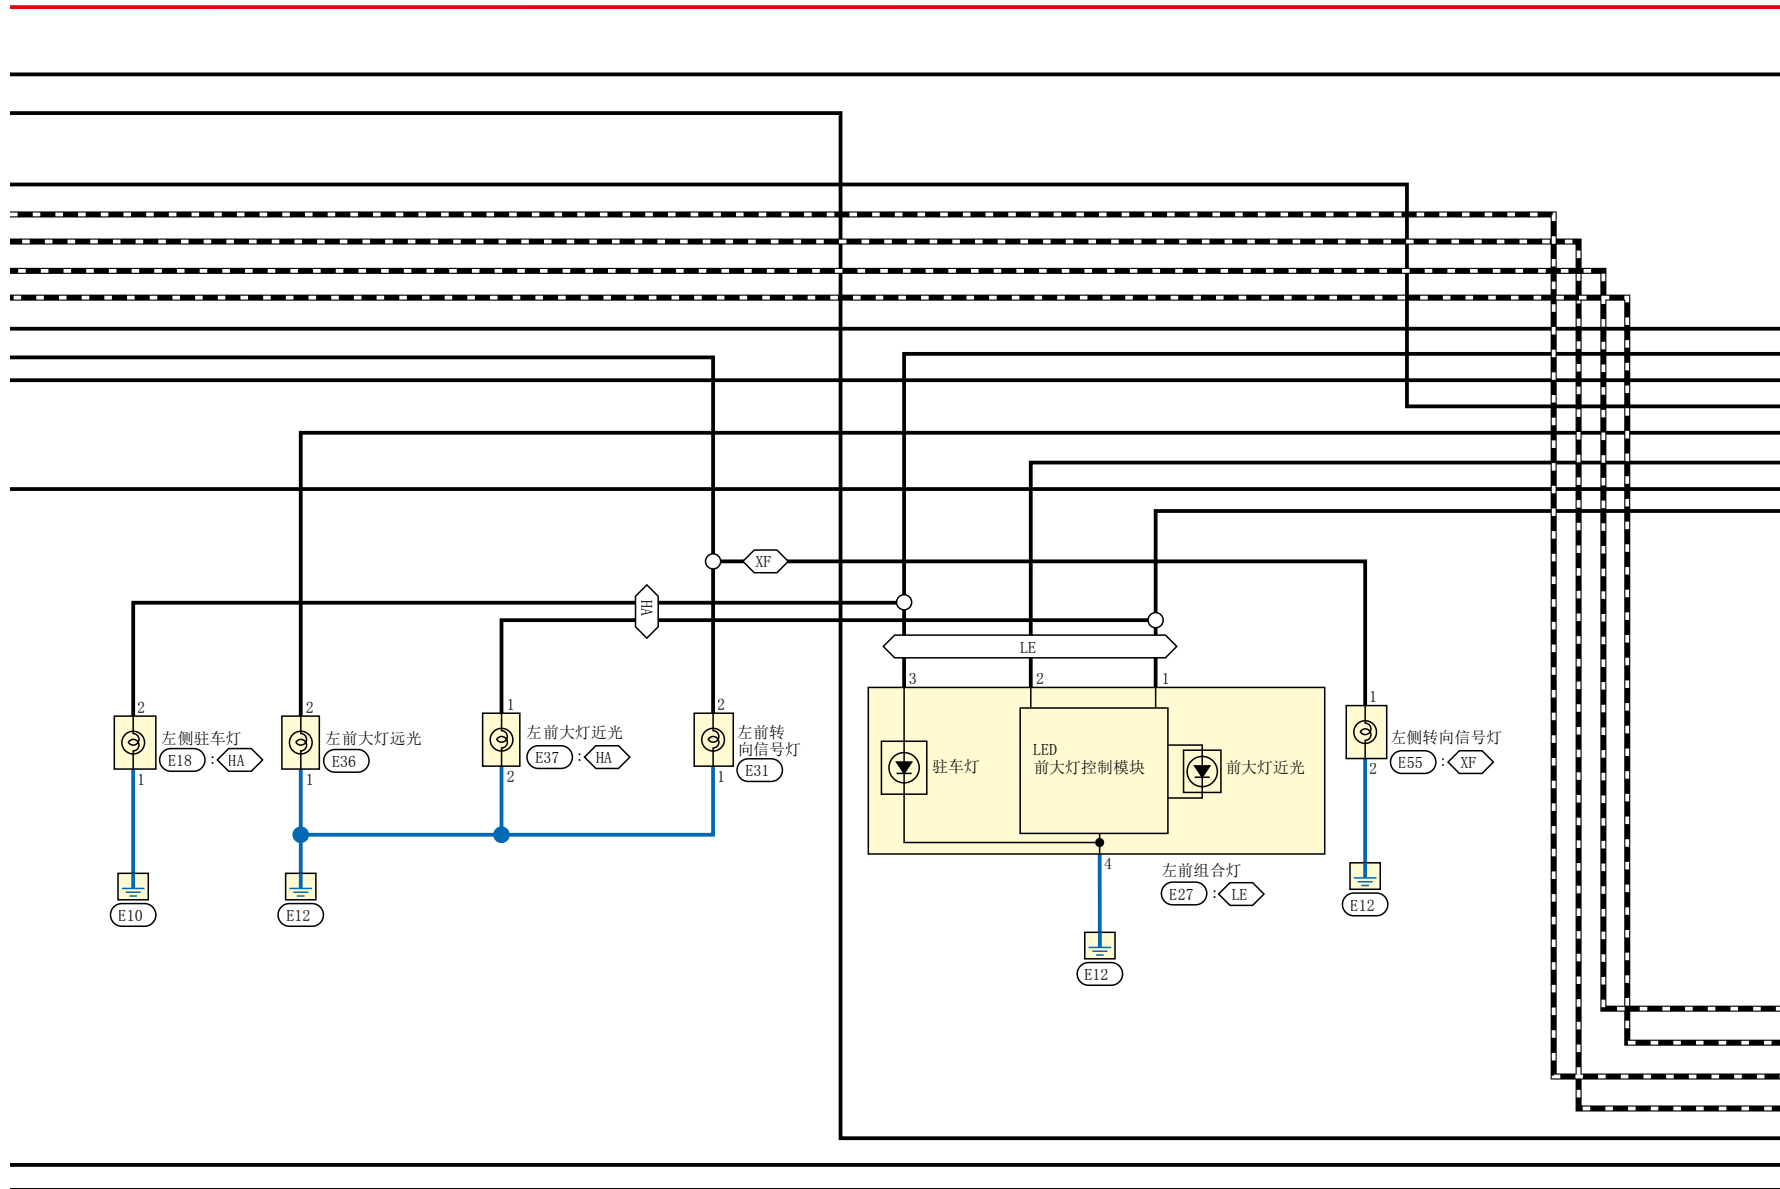 XF
HA
LE
3
2
1
2
左侧驻车灯
E18
:
HA
1
E10
2
左前大灯远光
E36
1
E12
1
左前大灯近光
E37
:
HA
2
2
左前转
向信号灯
E31
1
驻车灯
LED
前大灯控制模块
前大灯近光
4
左前组合灯
E27
:
LE
E12
1
左侧转向信号灯
E55
:
XF
2
E12